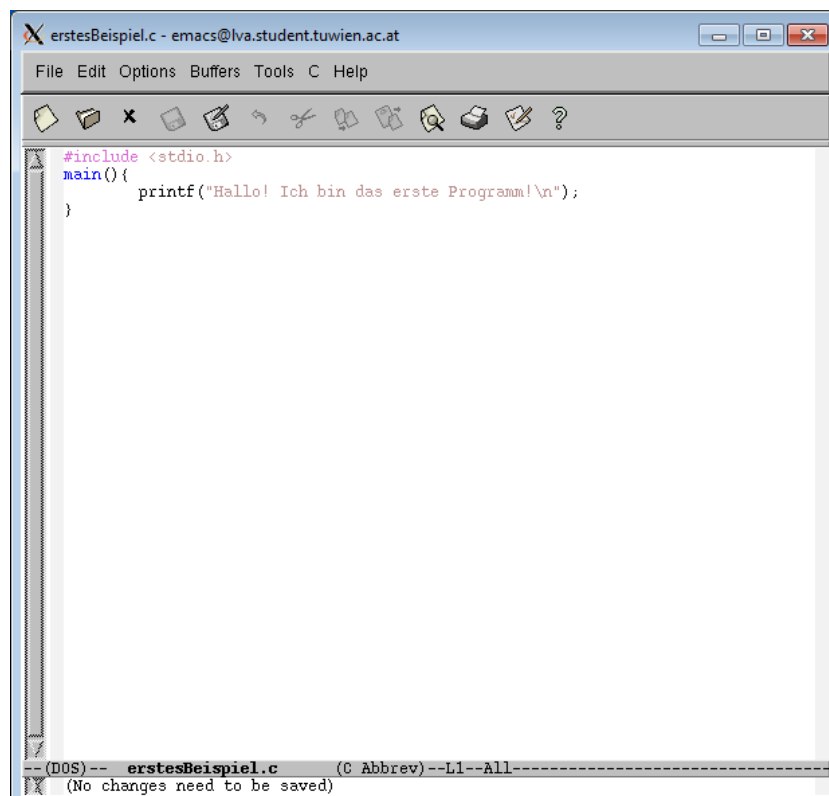 erstesBeispiel.c - emacs@lva.student.tuwien.ac.at
File Edit Options Buffers Tools C Help
#include <stdio.h>
main(){
        printf("Hallo! Ich bin das erste Programm!\n");
}
--(DOS)--  erstesBeispiel.c      (C Abbrev)--L1--All----------------------------------
(No changes need to be saved)